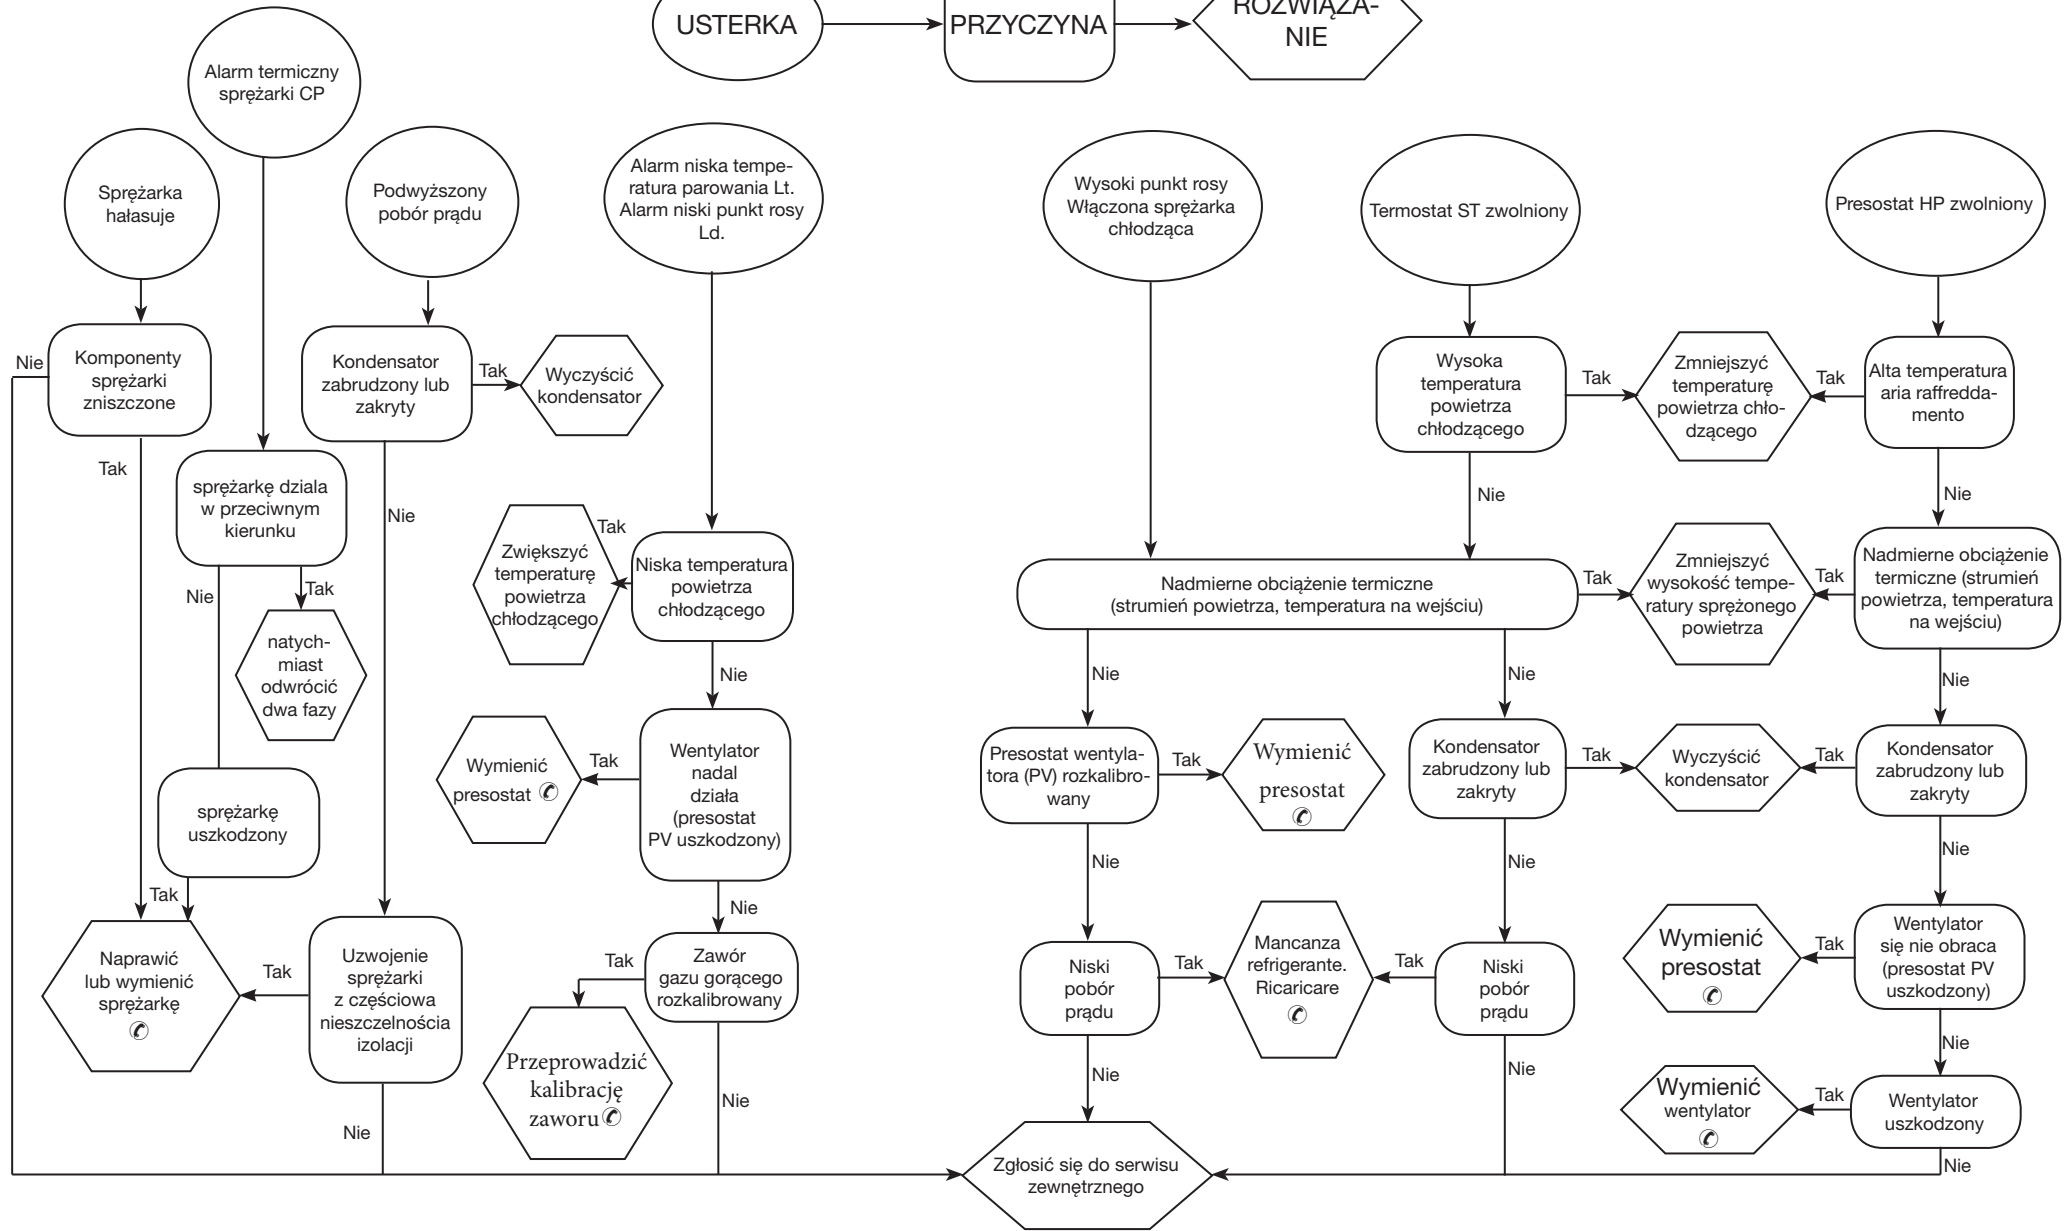 USTERKA
PRZYCZYNA
ROZWIĄZA-
NIE
Alarm termiczny
sprężarki CP
Sprężarka
hałasuje
Podwyższony
pobór prądu
Alarm niska tempe-
ratura parowania Lt.
Alarm niski punkt rosy
Ld.
Wysoki punkt rosy
Włączona sprężarka
chłodząca
Termostat ST zwolniony
Presostat HP zwolniony
Nie
Komponenty
sprężarki
zniszczone
Tak
Kondensator
zabrudzony lub
zakryty
Tak
Wyczyścić
kondensator
Nie
sprężarkę dziala
w przeciwnym
kierunku
Nie
Tak
natych-
miast
odwrócić
dwa fazy
sprężarkę
uszkodzony
Tak
Naprawić
lub wymienić
sprężarkę
✆
Tak
Uzwojenie
sprężarki
z częściowa
nieszczelnościa
izolacji
Nie
Zwiększyć
temperaturę
powietrza
chłodzącego
Tak
Niska temperatura
powietrza
chłodzącego
Nie
Wymienić
presostat ✆
Tak
Wentylator
nadal
działa
(presostat
PV uszkodzony)
Nie
Tak
Zawór
gazu gorącego
rozkalibrowany
Przeprowadzić
kalibrację
zaworu ✆
Nie
Wysoka
temperatura
powietrza
chłodzącego
Tak
Zmniejszyć
temperaturę
powietrza chło-
dzącego
Tak
Alta temperatura
aria raffredda-
mento
Nie
Nie
Nadmierne obciążenie termiczne
(strumień powietrza, temperatura na wejściu)
Tak
Zmniejszyć
wysokość tempe-
ratury sprężonego
powietrza
Tak
Nadmierne obciążenie
termiczne (strumień
powietrza, temperatura
na wejściu)
Nie
Nie
Nie
Presostat wentyla-
tora (PV) rozkalibro-
wany
Tak
Wymienić
presostat
✆
Kondensator
zabrudzony lub
zakryty
Tak
Wyczyścić
kondensator
Tak
Kondensator
zabrudzony lub
zakryty
Nie
Nie
Nie
Niski
pobór
prądu
Tak
Mancanza
refrigerante.
Ricaricare
✆
Tak
Niski
pobór
prądu
Wymienić
presostat
✆
Tak
Wentylator
się nie obraca
(presostat PV
uszkodzony)
Nie
Nie
Nie
Wymienić
wentylator
✆
Tak
Wentylator
uszkodzony
Nie
Zgłosić się do serwisu
zewnętrznego